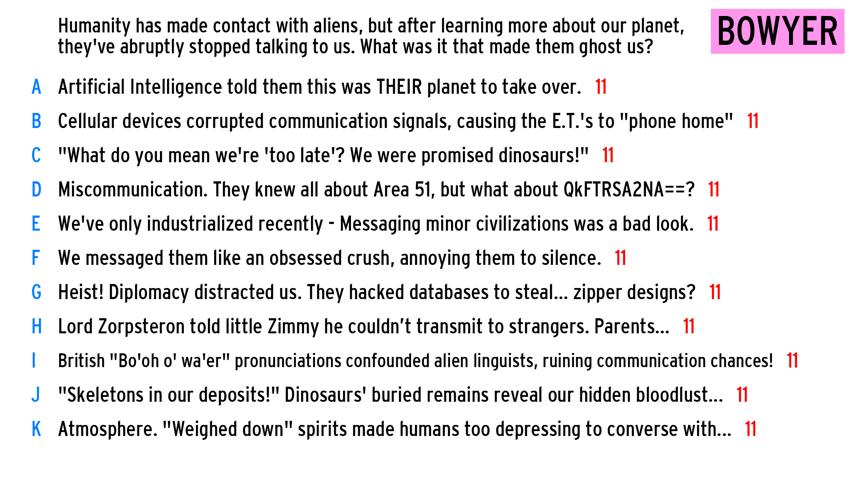 Humanity has made contact with aliens, but after learning more about our planet,
they've abruptly stopped talking to us. What was it that made them ghost us?
BOWYER
A Artificial Intelligence told them this was THEIR planet to take over. 11
B Cellular devices corrupted communication signals, causing the E.T.'s to "phone home" 11
C "What do you mean we're 'too late'? We were promised dinosaurs!" 11
D Miscommunication. They knew all about Area 51, but what about QkFTRSA2NA==? 11
E We've only industrialized recently - Messaging minor civilizations was a bad look. 11
F We messaged them like an obsessed crush, annoying them to silence. 11
G Heist! Diplomacy distracted us. They hacked databases to steal... zipper designs? 11
H Lord Zorpsteron told little Zimmy he couldn’t transmit to strangers. Parents... 11
I British "Bo'oh o' wa'er" pronunciations confounded alien linguists, ruining communication chances! 11
J "Skeletons in our deposits!" Dinosaurs' buried remains reveal our hidden bloodlust... 11
K Atmosphere. "Weighed down" spirits made humans too depressing to converse with... 11